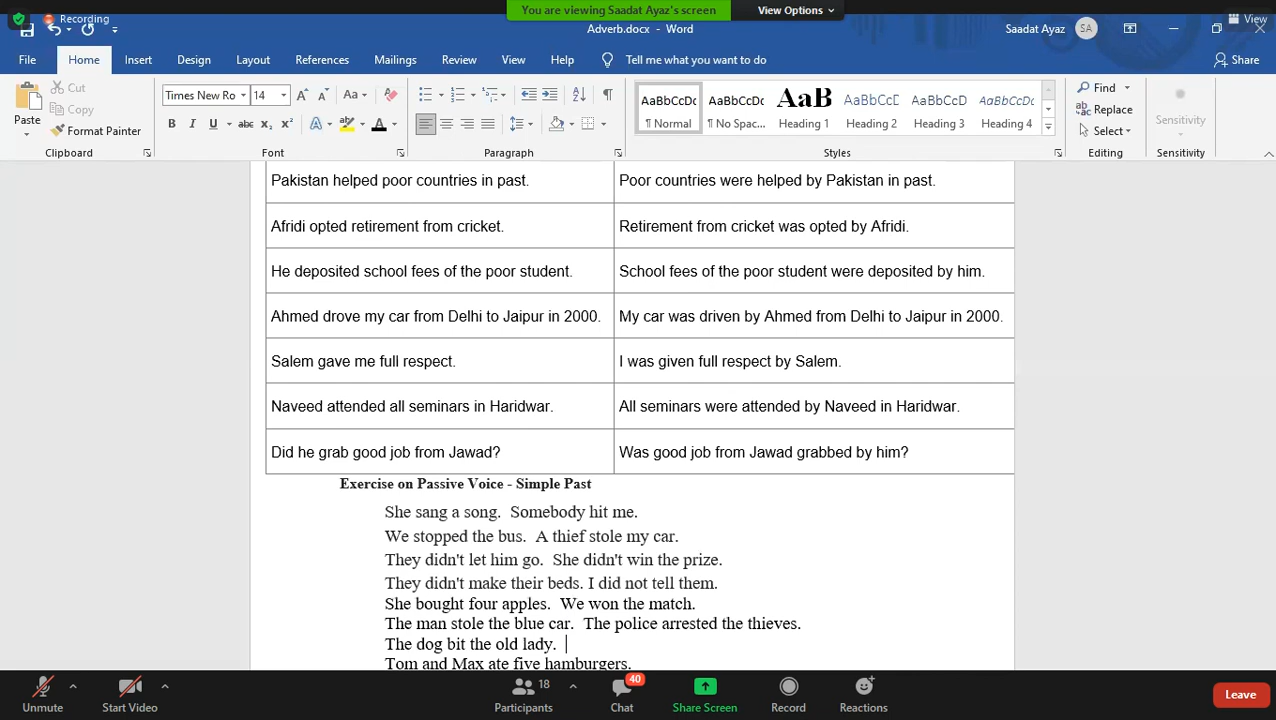 Recording
You are viewing Saadat Ayaz's screen
View Options
View
Adverb.docx - Word
Saadat Ayaz
SA
File Home Insert Design Layout References Mailings Review View Help Tell me what you want to do
Share
Paste
Cut
Copy
Format Painter
Times New Ro 14
Aa
B I U abc x₂ x²
A A
AaBbCcDc AaBbCcDc AaB AaBbCcD AaBbCcDc AaBbCcDc
¶ Normal ¶ No Spac... Heading 1 Heading 2 Heading 3 Heading 4
Find
Replace
Select
Sensitivity
Clipboard Font Paragraph Styles Editing Sensitivity
Pakistan helped poor countries in past. Poor countries were helped by Pakistan in past.
Afridi opted retirement from cricket. Retirement from cricket was opted by Afridi.
He deposited school fees of the poor student. School fees of the poor student were deposited by him.
Ahmed drove my car from Delhi to Jaipur in 2000. My car was driven by Ahmed from Delhi to Jaipur in 2000.
Salem gave me full respect. I was given full respect by Salem.
Naveed attended all seminars in Haridwar. All seminars were attended by Naveed in Haridwar.
Did he grab good job from Jawad? Was good job from Jawad grabbed by him?
Exercise on Passive Voice - Simple Past
She sang a song. Somebody hit me.
We stopped the bus. A thief stole my car.
They didn't let him go. She didn't win the prize.
They didn't make their beds. I did not tell them.
She bought four apples. We won the match.
The man stole the blue car. The police arrested the thieves.
The dog bit the old lady.
Tom and Max ate five hamburgers.
Unmute
Start Video
18
Participants
40
Chat
Share Screen
Record
Reactions
Leave